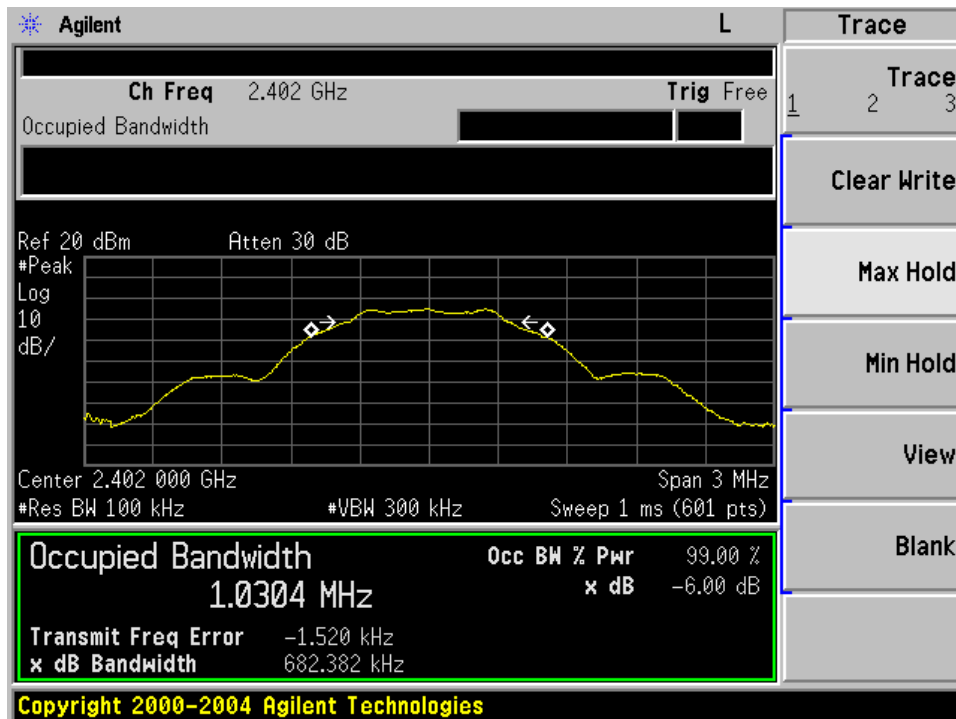 Agilent L Trace
Ch Freq 2.402 GHz Trig Free
Occupied Bandwidth
Trace
1 2 3
Clear Write
Ref 20 dBm Atten 30 dB
#Peak
Log
10
dB/
Max Hold
Min Hold
View
Center 2.402 000 GHz Span 3 MHz
#Res BW 100 kHz #VBW 300 kHz Sweep 1 ms (601 pts)
Blank
Occupied Bandwidth Occ BW % Pwr 99.00 %
1.0304 MHz x dB -6.00 dB
Transmit Freq Error -1.520 kHz
x dB Bandwidth 682.382 kHz
Copyright 2000-2004 Agilent Technologies